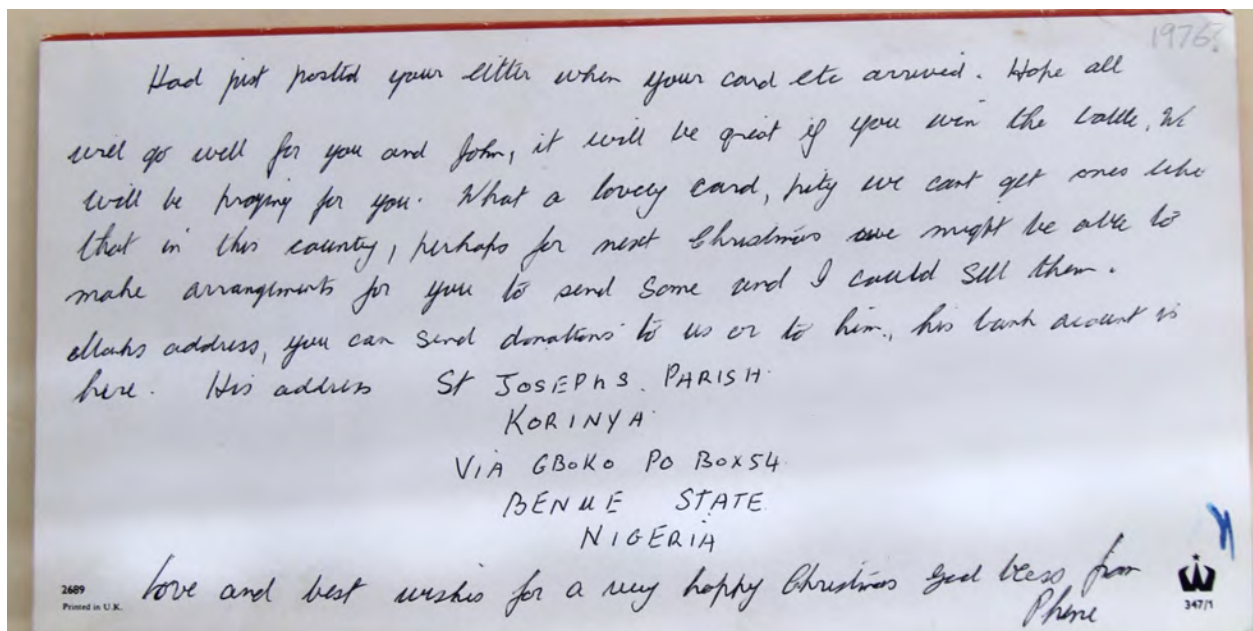 1976?
Had just posted your letter when your card etc arrived. Hope all
will go well for you and John, it will be great if you win the battle, We
will be praying for you. What a lovely card, pity we cant get ones like
that in this country, perhaps for next Christmas we might be able to
make arrangements for you to send some and I could sell them.
Marks address, you can send donations to us or to him, his bank acount is
here. His address St JOSEPHS. PARISH
KORINYA
VIA GBOKO PO BOX 54
BENUE STATE
NIGERIA
Love and best wishes for a very happy Christmas God bless from
2689
Printed in U.K.
347/1